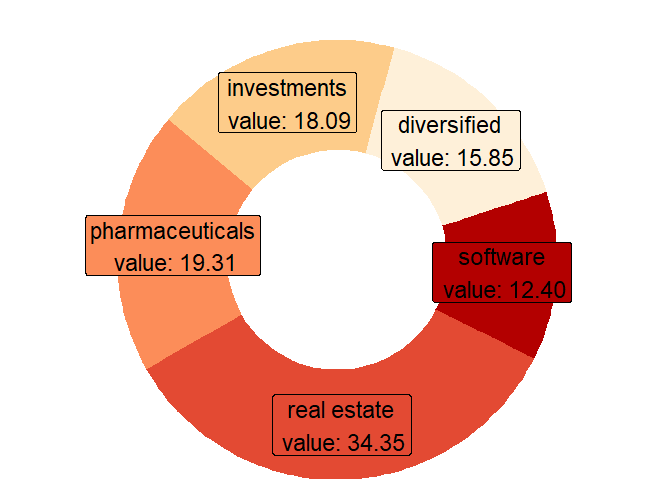 investments
value: 18.09
diversified
value: 15.85
pharmaceuticals
value: 19.31
software
value: 12.40
real estate
value: 34.35